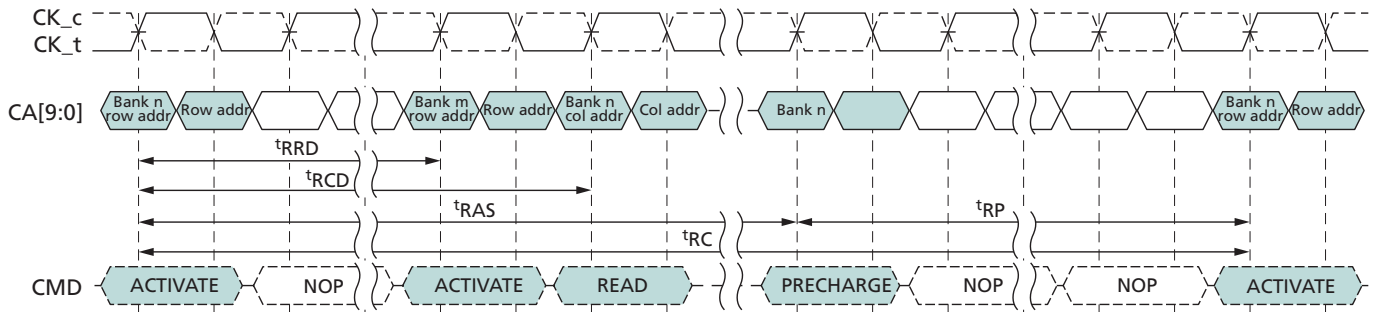 CK_c
CK_t
CA[9:0]
Bank n row addr
Row addr
Bank m row addr
Row addr
Bank n col addr
Col addr
Bank n
Bank n row addr
Row addr
tRRD
tRCD
tRAS
tRP
tRC
CMD
ACTIVATE
NOP
ACTIVATE
READ
PRECHARGE
NOP
NOP
ACTIVATE